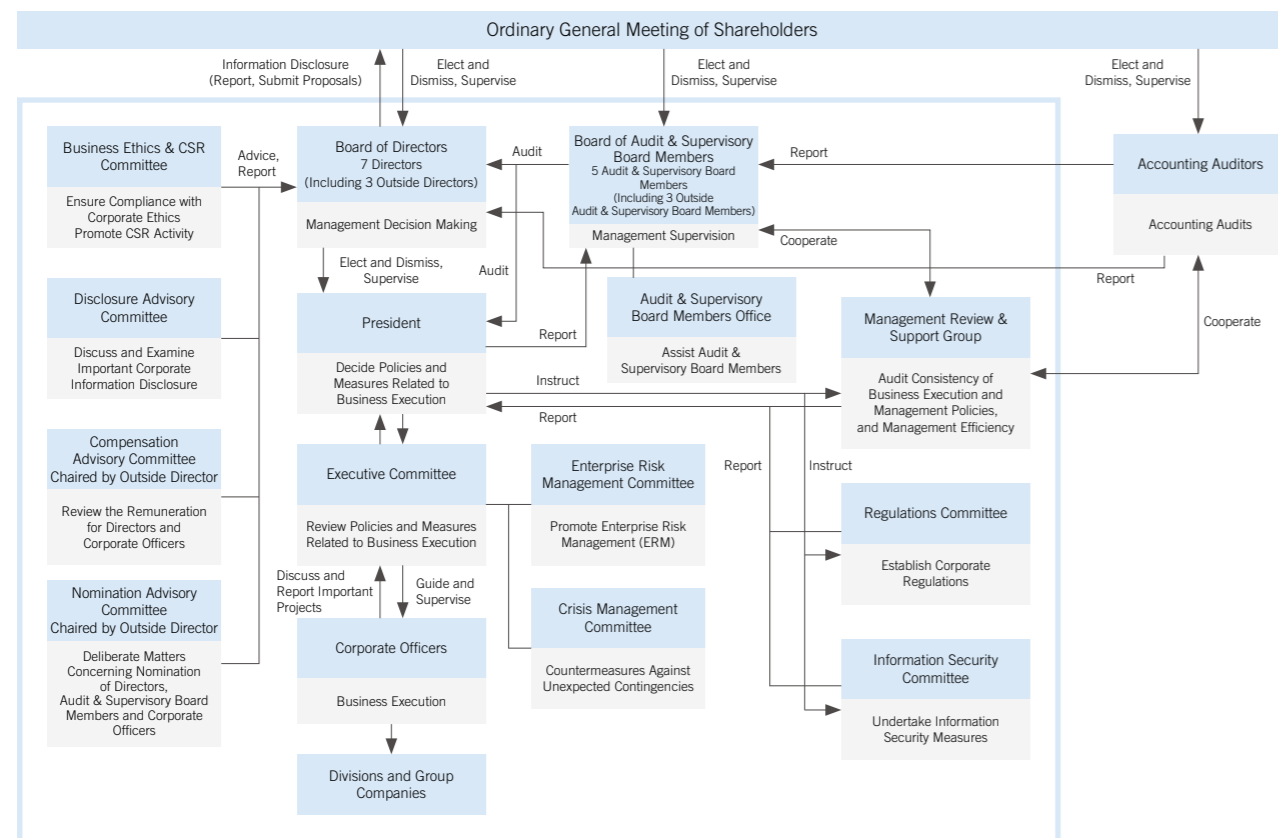 Ordinary General Meeting of Shareholders
Information Disclosure
(Report, Submit Proposals)
Elect and
Dismiss, Supervise
Elect and
Dismiss, Supervise
Elect and
Dismiss, Supervise
Business Ethics & CSR
Committee
Ensure Compliance with
Corporate Ethics
Promote CSR Activity
Advice,
Report
Board of Directors
7 Directors
(Including 3 Outside Directors)
Management Decision Making
Audit
Board of Audit & Supervisory
Board Members
5 Audit & Supervisory Board
Members
(Including 3 Outside
Audit & Supervisory Board Members)
Management Supervision
Report
Accounting Auditors
Accounting Audits
Cooperate
Elect and Dismiss,
Supervise
Audit
Report
Cooperate
Disclosure Advisory
Committee
Discuss and Examine
Important Corporate
Information Disclosure
President
Decide Policies and
Measures Related to
Business Execution
Report
Audit & Supervisory
Board Members Office
Assist Audit &
Supervisory Board Members
Management Review &
Support Group
Audit Consistency of
Business Execution and
Management Policies,
and Management Efficiency
Instruct
Report
Compensation
Advisory Committee
Chaired by Outside Director
Review the Remuneration
for Directors and
Corporate Officers
Executive Committee
Review Policies and Measures
Related to Business Execution
Enterprise Risk
Management Committee
Promote Enterprise Risk
Management (ERM)
Report
Instruct
Regulations Committee
Establish Corporate
Regulations
Discuss and
Report Important
Projects
Guide and
Supervise
Nomination Advisory
Committee
Chaired by Outside Director
Deliberate Matters
Concerning Nomination
of Directors,
Audit & Supervisory Board
Members and Corporate
Officers
Corporate Officers
Business Execution
Crisis Management
Committee
Countermeasures Against
Unexpected Contingencies
Information Security
Committee
Undertake Information
Security Measures
Divisions and Group
Companies